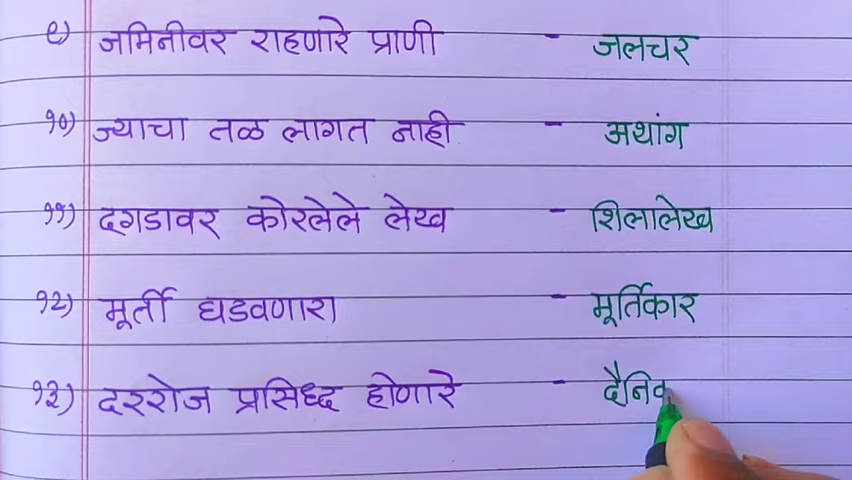 ९) जमिनीवर राहणारे प्राणी - जलचर
१०) ज्याचा तळ लागत नाही - अथांग
११) दगडावर कोरलेले लेख - शिलालेख
१२) मूर्ती घडवणारा - मूर्तिकार
१३) दररोज प्रसिध्द होणारे - दैनिव